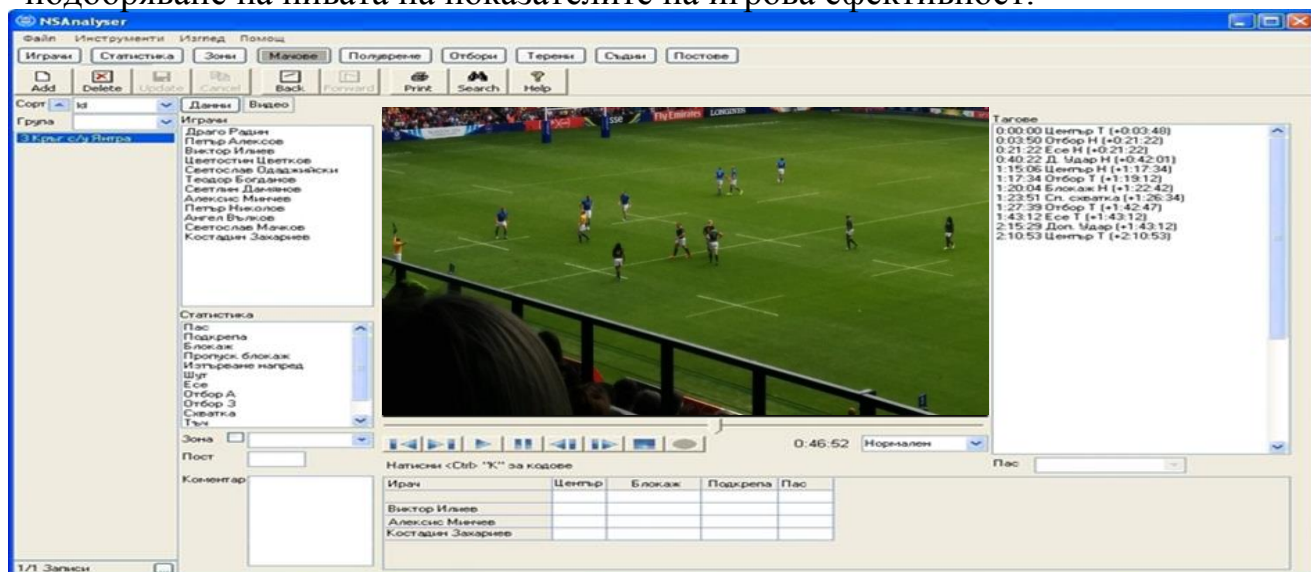 подобряване на нивата на показателите на игрова ефективност.
NSAnalyser
Файл Инструменти Изглед Помощ
Играчи Статистика Зони Мачове Полувреме Отбори Терени Съдии Постове
Add Delete Update Cancel Back Forward Print Search Help
Сорт Id
Група
3 Кръг с/у Янтра
Данни Видео
Играчи
Драго Радин
Петър Алексов
Виктор Илиев
Цветостин Цветков
Светослав Одаджийски
Теодор Богданов
Светлин Дамянов
Алексис Минчев
Петър Николов
Ангел Вълков
Светослав Мачков
Костадин Захариев
Статистика
Пас
Подкрепа
Блокаж
Пропуск блокаж
Изтърване напред
Шут
Есе
Отбор А
Отбор З
Схватка
Тъч
Зона
Пост
Коментар
1/1 Записи
sse Fly Emirates LONGINES
0:46:52 Нормален
Натисни <Ctrl> "К" за кодове
Ирач Център Блокаж Подкрепа Пас
Виктор Илиев
Алексис Минчев
Костадин Захариев
Тагове
0:00:00 Център Т (+0:03:48)
0:03:50 Отбор Н (+0:21:22)
0:21:22 Есе Н (+0:21:22)
0:40:22 Д. Удар Н (+0:42:01)
1:15:06 Център Н (+1:17:34)
1:17:34 Отбор Т (+1:19:12)
1:20:04 Блокаж Н (+1:22:42)
1:23:51 Сп. схватка (+1:26:34)
1:27:39 Отбор Т (+1:42:47)
1:43:12 Есе Т (+1:43:12)
2:15:29 Доп. Удар (+1:43:12)
2:10:53 Център Т (+2:10:53)
Пас